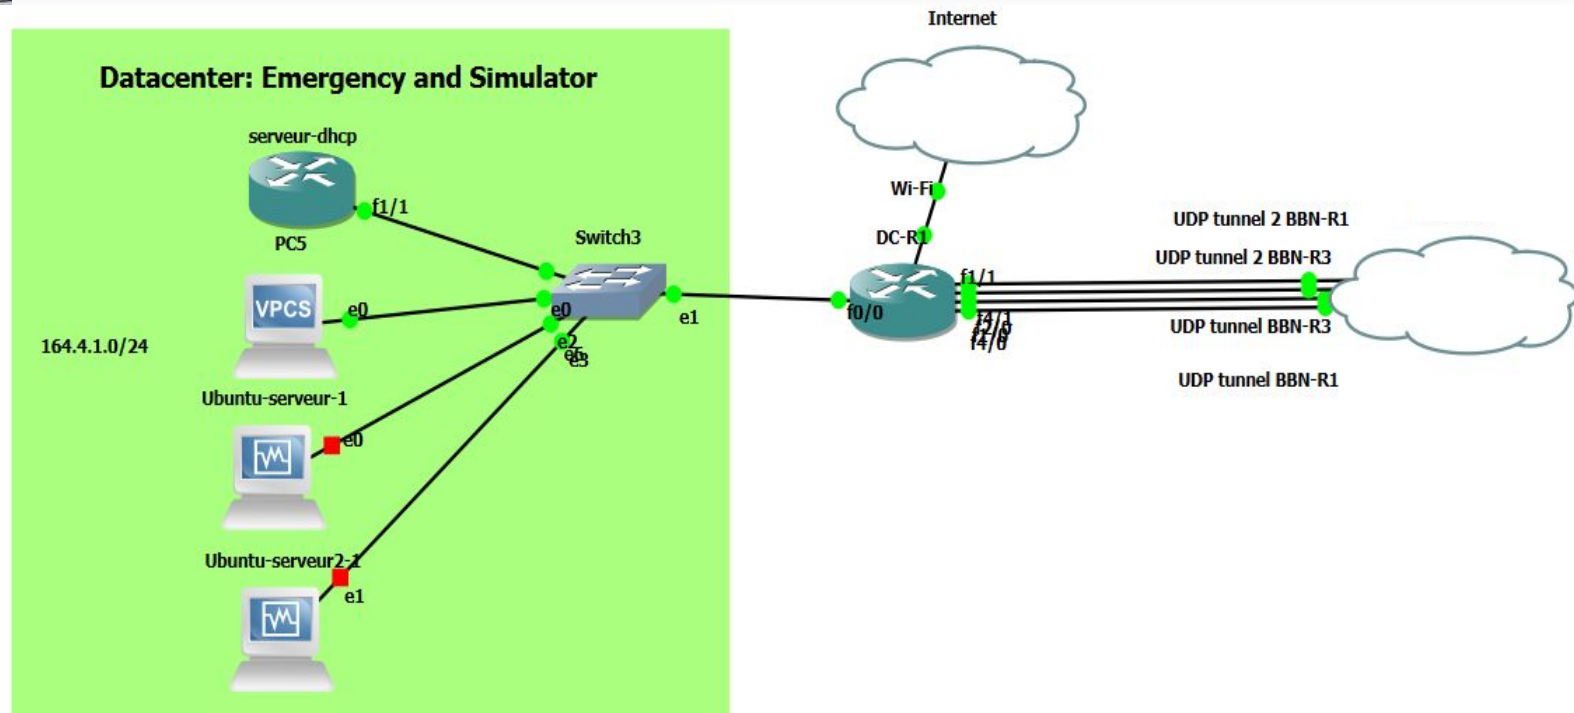 Internet
Datacenter: Emergency and Simulator
serveur-dhcp
f1/1
PC5
VPCS
e0
164.4.1.0/24
Ubuntu-serveur-1
e0
Ubuntu-serveur2-1
e1
Switch3
e0
e2
e3
e1
Wi-Fi
DC-R1
f0/0
f1/1
f4/1
f4/0
UDP tunnel 2 BBN-R1
UDP tunnel 2 BBN-R3
UDP tunnel BBN-R3
UDP tunnel BBN-R1